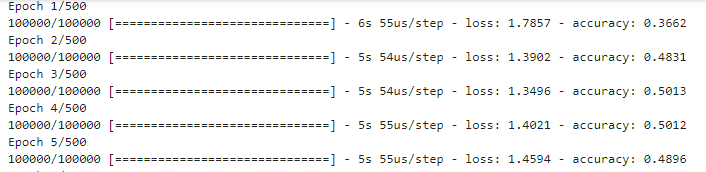 Epoch 1/500
100000/100000 [==============================] - 6s 55us/step - loss: 1.7857 - accuracy: 0.3662
Epoch 2/500
100000/100000 [==============================] - 5s 54us/step - loss: 1.3902 - accuracy: 0.4831
Epoch 3/500
100000/100000 [==============================] - 5s 54us/step - loss: 1.3496 - accuracy: 0.5013
Epoch 4/500
100000/100000 [==============================] - 5s 55us/step - loss: 1.4021 - accuracy: 0.5012
Epoch 5/500
100000/100000 [==============================] - 5s 55us/step - loss: 1.4594 - accuracy: 0.4896